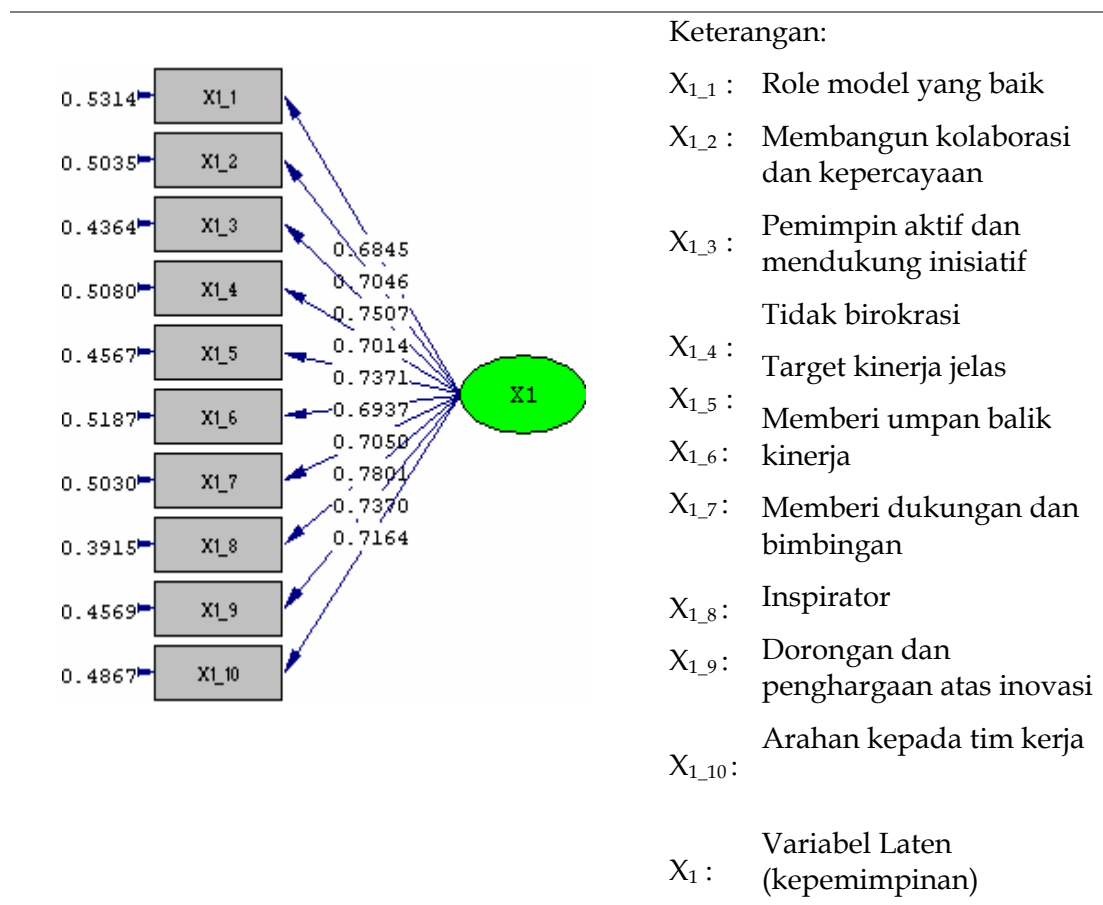 0.5314 X1_1
0.5035 X1_2
0.4364 X1_3
0.5080 X1_4
0.4567 X1_5
0.5187 X1_6
0.5030 X1_7
0.3915 X1_8
0.4569 X1_9
0.4867 X1_10
0.6845
0.7046
0.7507
0.7014
0.7371
0.6937
0.7050
0.7801
0.7370
0.7164
X1
Keterangan:
X1_1 : Role model yang baik
X1_2 : Membangun kolaborasi
dan kepercayaan
X1_3 : Pemimpin aktif dan
mendukung inisiatif
Tidak birokrasi
X1_4 :
Target kinerja jelas
X1_5 :
Memberi umpan balik
X1_6 : kinerja
X1_7 : Memberi dukungan dan
bimbingan
X1_8 : Inspirator
X1_9 : Dorongan dan
penghargaan atas inovasi
Arahan kepada tim kerja
X1_10 :
Variabel Laten
X1 : (kepemimpinan)